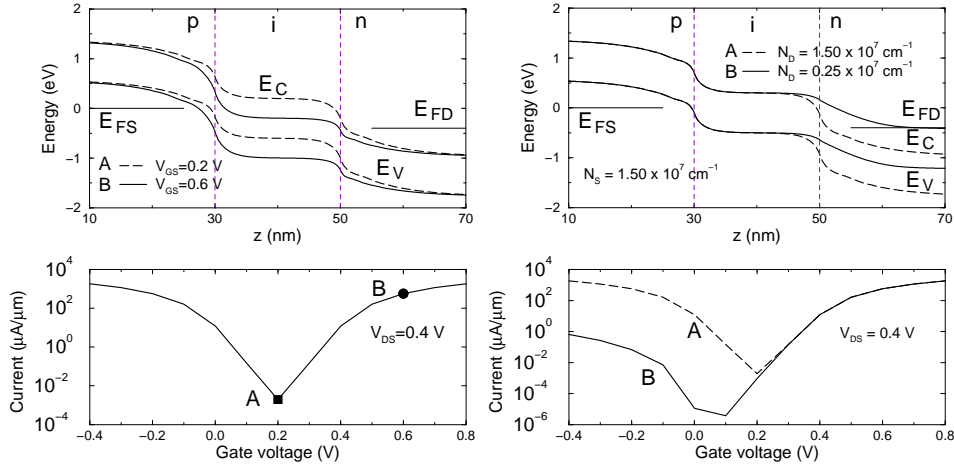 p i n
2
1
0
−1
−2
Energy (eV)
E_C
E_FS
E_FD
E_V
A V_GS=0.2 V
B V_GS=0.6 V
10 20 30 40 50 60 70
z (nm)
p i n
2
1
0
−1
−2
Energy (eV)
A N_D = 1.50 x 10^7 cm^−1
B N_D = 0.25 x 10^7 cm^−1
E_FS
E_FD
E_C
E_V
N_S = 1.50 x 10^7 cm^−1
10 20 30 40 50 60 70
z (nm)
10^4
10^2
10^0
10^−2
10^−4
Current (μA/μm)
B
V_DS=0.4 V
A
−0.4 −0.2 0.0 0.2 0.4 0.6 0.8
Gate voltage (V)
10^4
10^2
10^0
10^−2
10^−4
10^−6
Current (μA/μm)
A
V_DS = 0.4 V
B
−0.4 −0.2 0.0 0.2 0.4 0.6 0.8
Gate voltage (V)